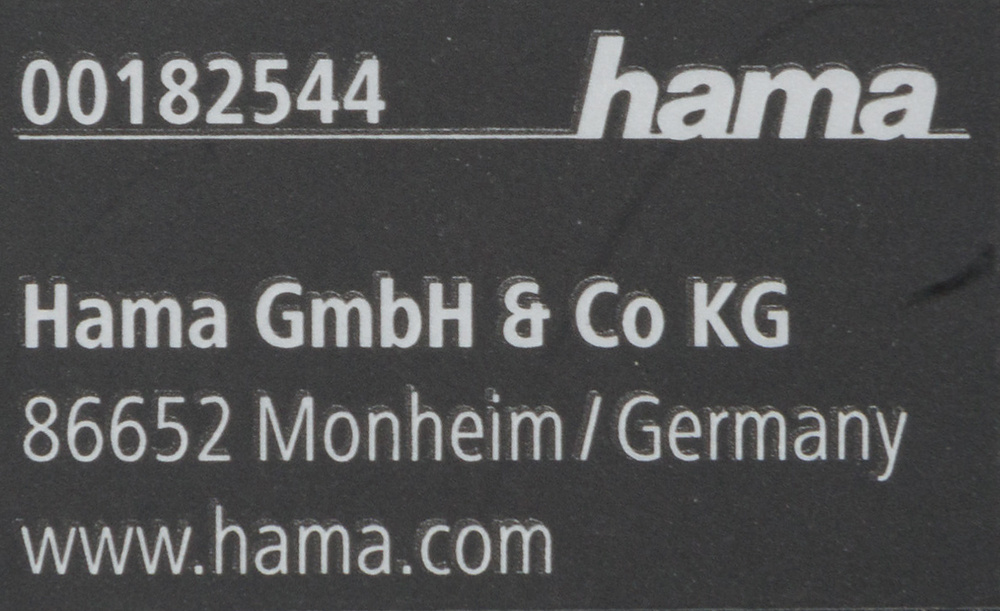 00182544 hama
Hama GmbH & Co KG
86652 Monheim/Germany
www.hama.com